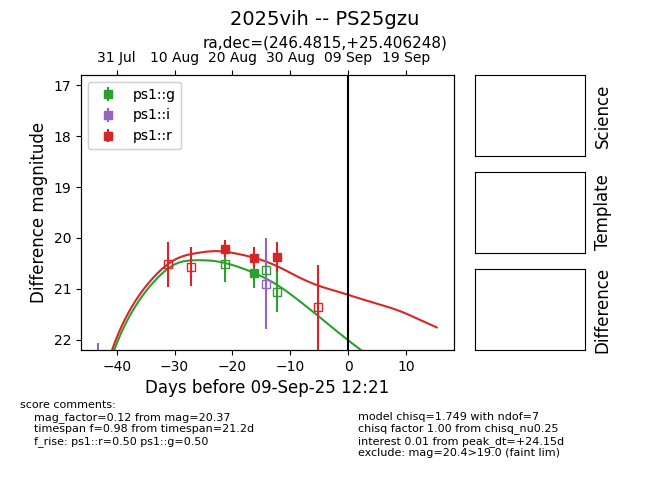 2025vih -- PS25gzu
ra,dec=(246.4815,+25.406248)
31 Jul 10 Aug 20 Aug 30 Aug 09 Sep 19 Sep
ps1::g
ps1::i
ps1::r
17
18
19
20
21
22
Difference magnitude
−40 −30 −20 −10 0 10
Days before 09-Sep-25 12:21
Science
Template
Difference
score comments:
mag_factor=0.12 from mag=20.37
timespan f=0.98 from timespan=21.2d
f_rise: ps1::r=0.50 ps1::g=0.50
model chisq=1.749 with ndof=7
chisq factor 1.00 from chisq_nu0.25
interest 0.01 from peak_dt=+24.15d
exclude: mag=20.4>19.0 (faint lim)